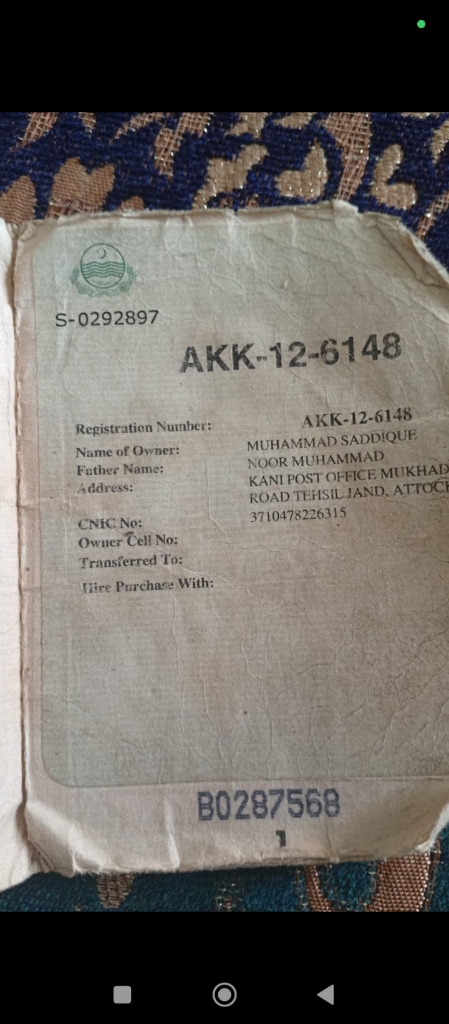 S-0292897
AKK-12-6148
Registration Number: AKK-12-6148
Name of Owner: MUHAMMAD SADDIQUE
Father Name: NOOR MUHAMMAD
Address: KANI POST OFFICE MUKHAD
ROAD TEHSIL JAND, ATTOCK
CNIC No: 3710478226315
Owner Cell No:
Transferred To:
Hire Purchase With:
B0287568
1